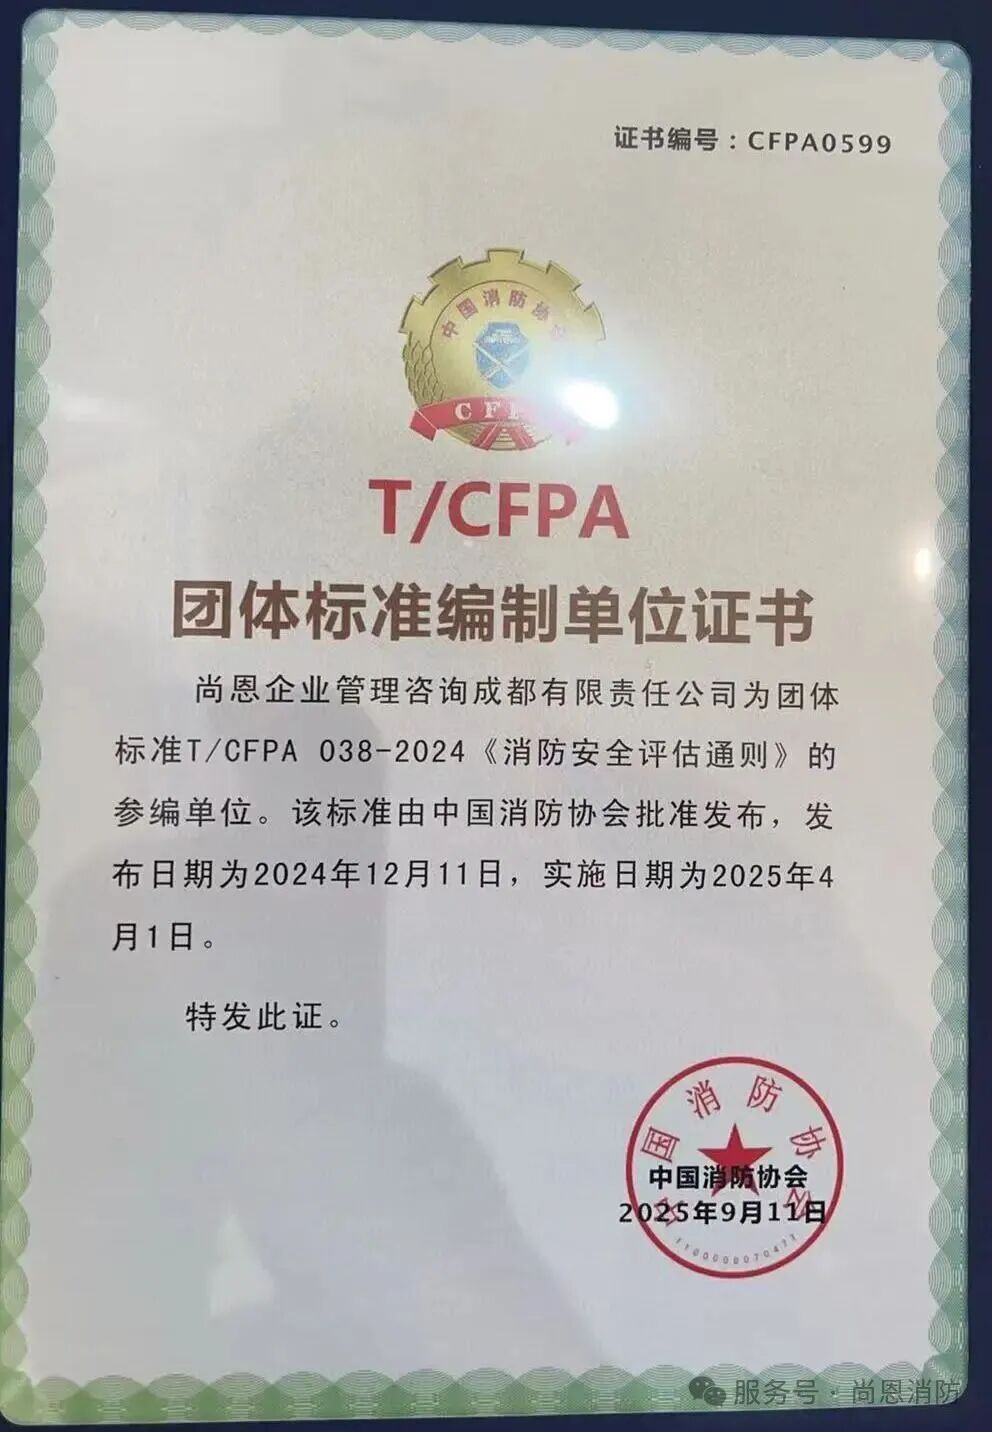 证书编号：CFPA0599
中国消防协会
T/CFPA
团体标准编制单位证书
尚恩企业管理咨询成都有限责任公司为团体
标准T/CFPA 038-2024《消防安全评估通则》的
参编单位。该标准由中国消防协会批准发布，发
布日期为2024年12月11日，实施日期为2025年4
月1日。
特发此证。
中国消防协会
中国消防协会
2025年9月11日
服务号·尚恩消防